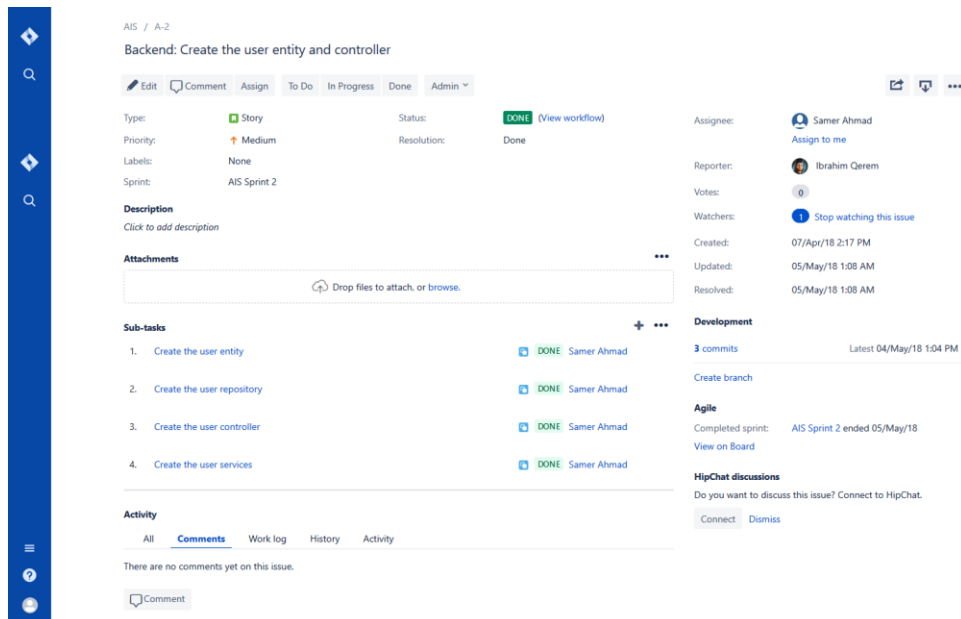 AIS / A-2
Backend: Create the user entity and controller
Edit Comment Assign To Do In Progress Done Admin
Type: Story Status: DONE (View workflow)
Priority: Medium Resolution: Done
Labels: None
Sprint: AIS Sprint 2
Description
Click to add description
Attachments
Drop files to attach, or browse.
Sub-tasks
1. Create the user entity DONE Samer Ahmad
2. Create the user repository DONE Samer Ahmad
3. Create the user controller DONE Samer Ahmad
4. Create the user services DONE Samer Ahmad
Activity
All Comments Work log History Activity
There are no comments yet on this issue.
Comment
Assignee: Samer Ahmad
Assign to me
Reporter: Ibrahim Qerem
Votes: 0
Watchers: 1 Stop watching this issue
Created: 07/Apr/18 2:17 PM
Updated: 05/May/18 1:08 AM
Resolved: 05/May/18 1:08 AM
Development
3 commits Latest 04/May/18 1:04 PM
Create branch
Agile
Completed sprint: AIS Sprint 2 ended 05/May/18
View on Board
HipChat discussions
Do you want to discuss this issue? Connect to HipChat.
Connect Dismiss